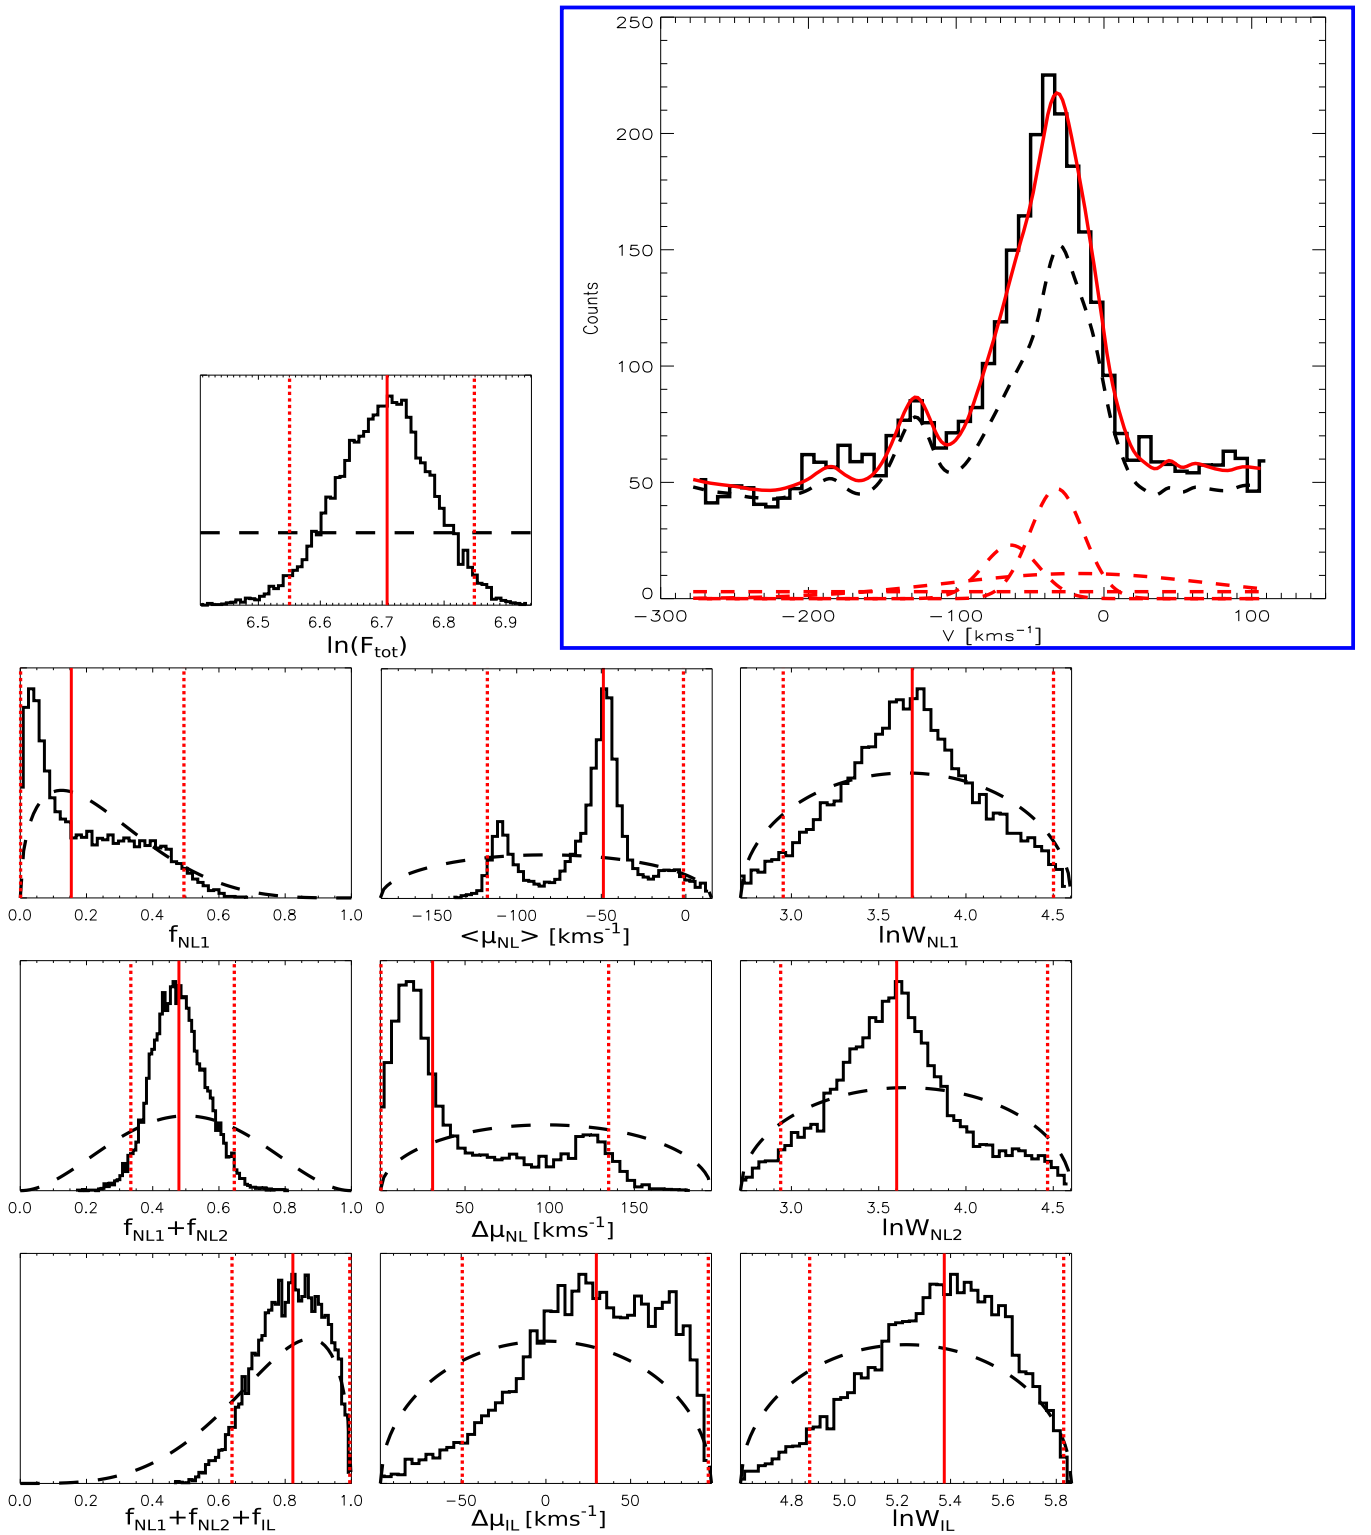 250
200
150
100
50
0
Counts
−300 −200 −100 0 100
V [kms⁻¹]
6.5 6.6 6.7 6.8 6.9
ln(F_tot)
0.0 0.2 0.4 0.6 0.8 1.0
f_NL1
−150 −100 −50 0
<μ_NL> [kms⁻¹]
3.0 3.5 4.0 4.5
lnW_NL1
0.0 0.2 0.4 0.6 0.8 1.0
f_NL1+f_NL2
0 50 100 150
Δμ_NL [kms⁻¹]
3.0 3.5 4.0 4.5
lnW_NL2
0.0 0.2 0.4 0.6 0.8 1.0
f_NL1+f_NL2+f_IL
−50 0 50
Δμ_IL [kms⁻¹]
4.8 5.0 5.2 5.4 5.6 5.8
lnW_IL